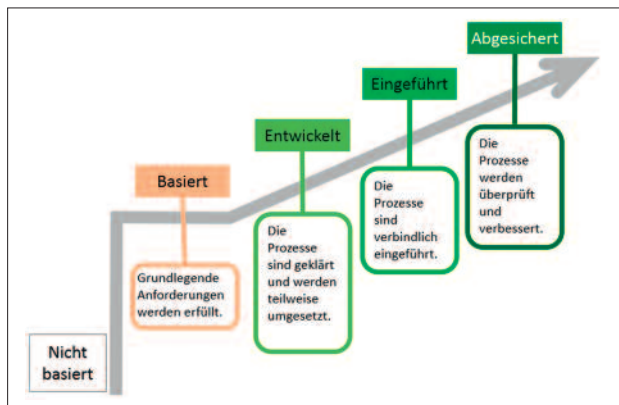 Nicht
basiert
Basiert
Grundlegende
Anforderungen
werden erfüllt.
Entwickelt
Die
Prozesse
sind geklärt
und werden
teilweise
umgesetzt.
Eingeführt
Die
Prozesse
sind
verbindlich
eingeführt.
Abgesichert
Die
Prozesse
werden
überprüft
und
verbessert.